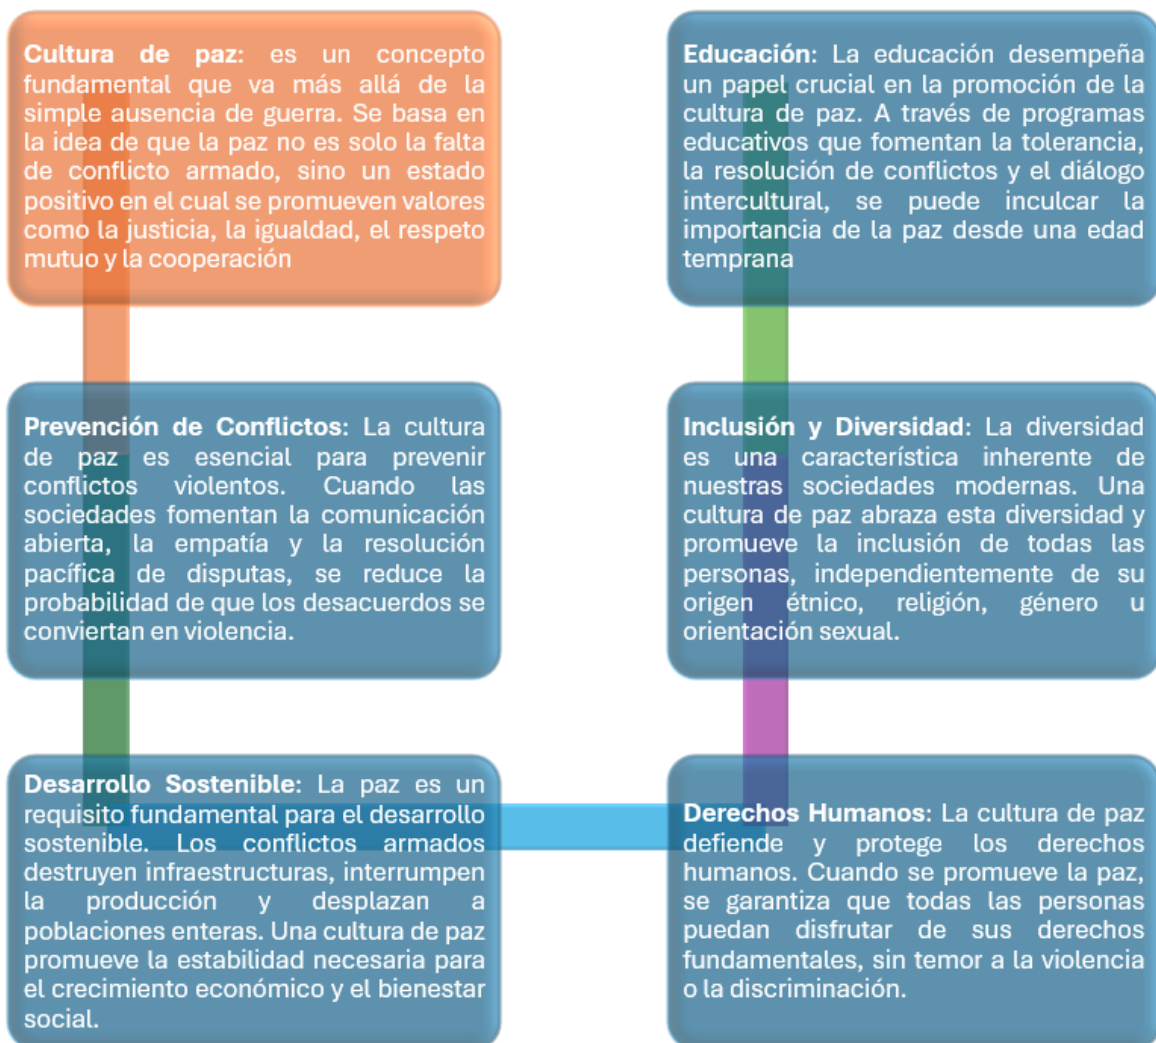 Cultura de paz: es un concepto
fundamental que va más allá de la
simple ausencia de guerra. Se basa en
la idea de que la paz no es solo la falta
de conflicto armado, sino un estado
positivo en el cual se promueven valores
como la justicia, la igualdad, el respeto
mutuo y la cooperación
Prevención de Conflictos: La cultura
de paz es esencial para prevenir
conflictos violentos. Cuando las
sociedades fomentan la comunicación
abierta, la empatía y la resolución
pacífica de disputas, se reduce la
probabilidad de que los desacuerdos se
conviertan en violencia.
Desarrollo Sostenible: La paz es un
requisito fundamental para el desarrollo
sostenible. Los conflictos armados
destruyen infraestructuras, interrumpen
la producción y desplazan a
poblaciones enteras. Una cultura de paz
promueve la estabilidad necesaria para
el crecimiento económico y el bienestar
social.
Derechos Humanos: La cultura de paz
defiende y protege los derechos
humanos. Cuando se promueve la paz,
se garantiza que todas las personas
puedan disfrutar de sus derechos
fundamentales, sin temor a la violencia
o la discriminación.
Inclusión y Diversidad: La diversidad
es una característica inherente de
nuestras sociedades modernas. Una
cultura de paz abraza esta diversidad y
promueve la inclusión de todas las
personas, independientemente de su
origen étnico, religión, género u
orientación sexual.
Educación: La educación desempeña
un papel crucial en la promoción de la
cultura de paz. A través de programas
educativos que fomentan la tolerancia,
la resolución de conflictos y el diálogo
intercultural, se puede inculcar la
importancia de la paz desde una edad
temprana